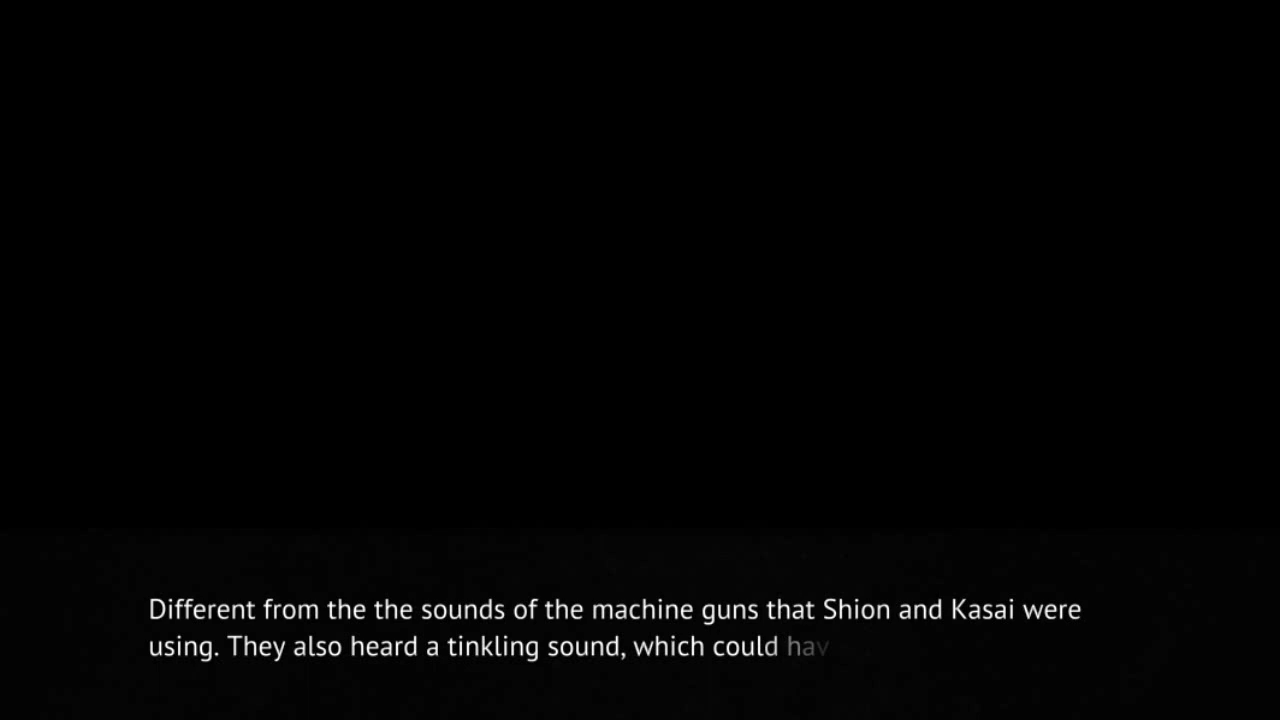 Different from the the sounds of the machine guns that Shion and Kasai were
using. They also heard a tinkling sound, which could hav